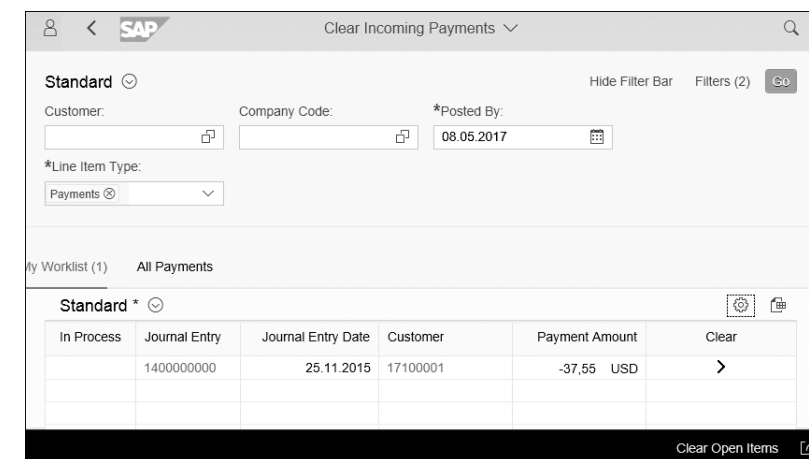 SAP Clear Incoming Payments
Standard
Hide Filter Bar Filters (2) Go
Customer: Company Code: *Posted By:
08.05.2017
*Line Item Type:
Payments
My Worklist (1) All Payments
Standard *
In Process Journal Entry Journal Entry Date Customer Payment Amount Clear
1400000000 25.11.2015 17100001 -37,55 USD
Clear Open Items